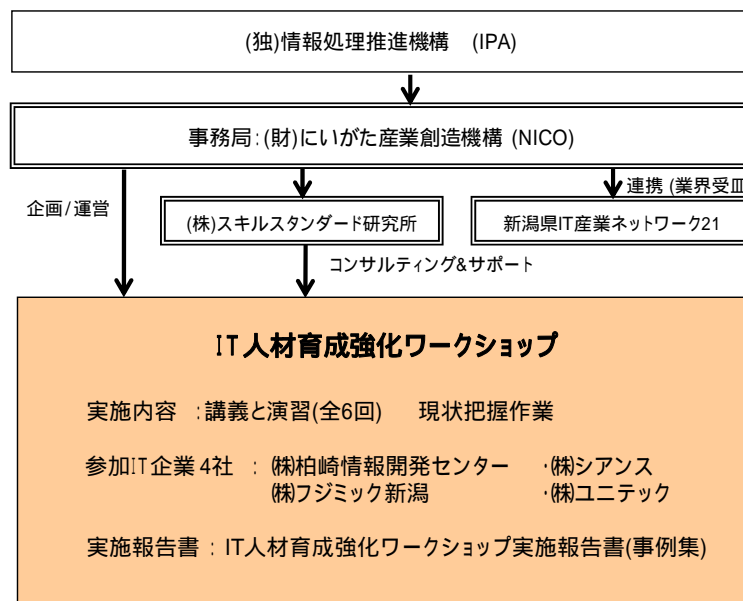 (独)情報処理推進機構 (IPA)
事務局:(財)にいがた産業創造機構 (NICO)
企画/運営
連携 (業界受皿
(株)スキルスタンダード研究所
新潟県IT産業ネットワーク21
コンサルティング&サポート
IT人材育成強化ワークショップ
実施内容 :講義と演習(全6回) 現状把握作業
参加IT企業4社 : ㈱柏崎情報開発センター ・㈱シアンス
㈱フジミック新潟 ・㈱ユニテック
実施報告書 : IT人材育成強化ワークショップ実施報告書(事例集)